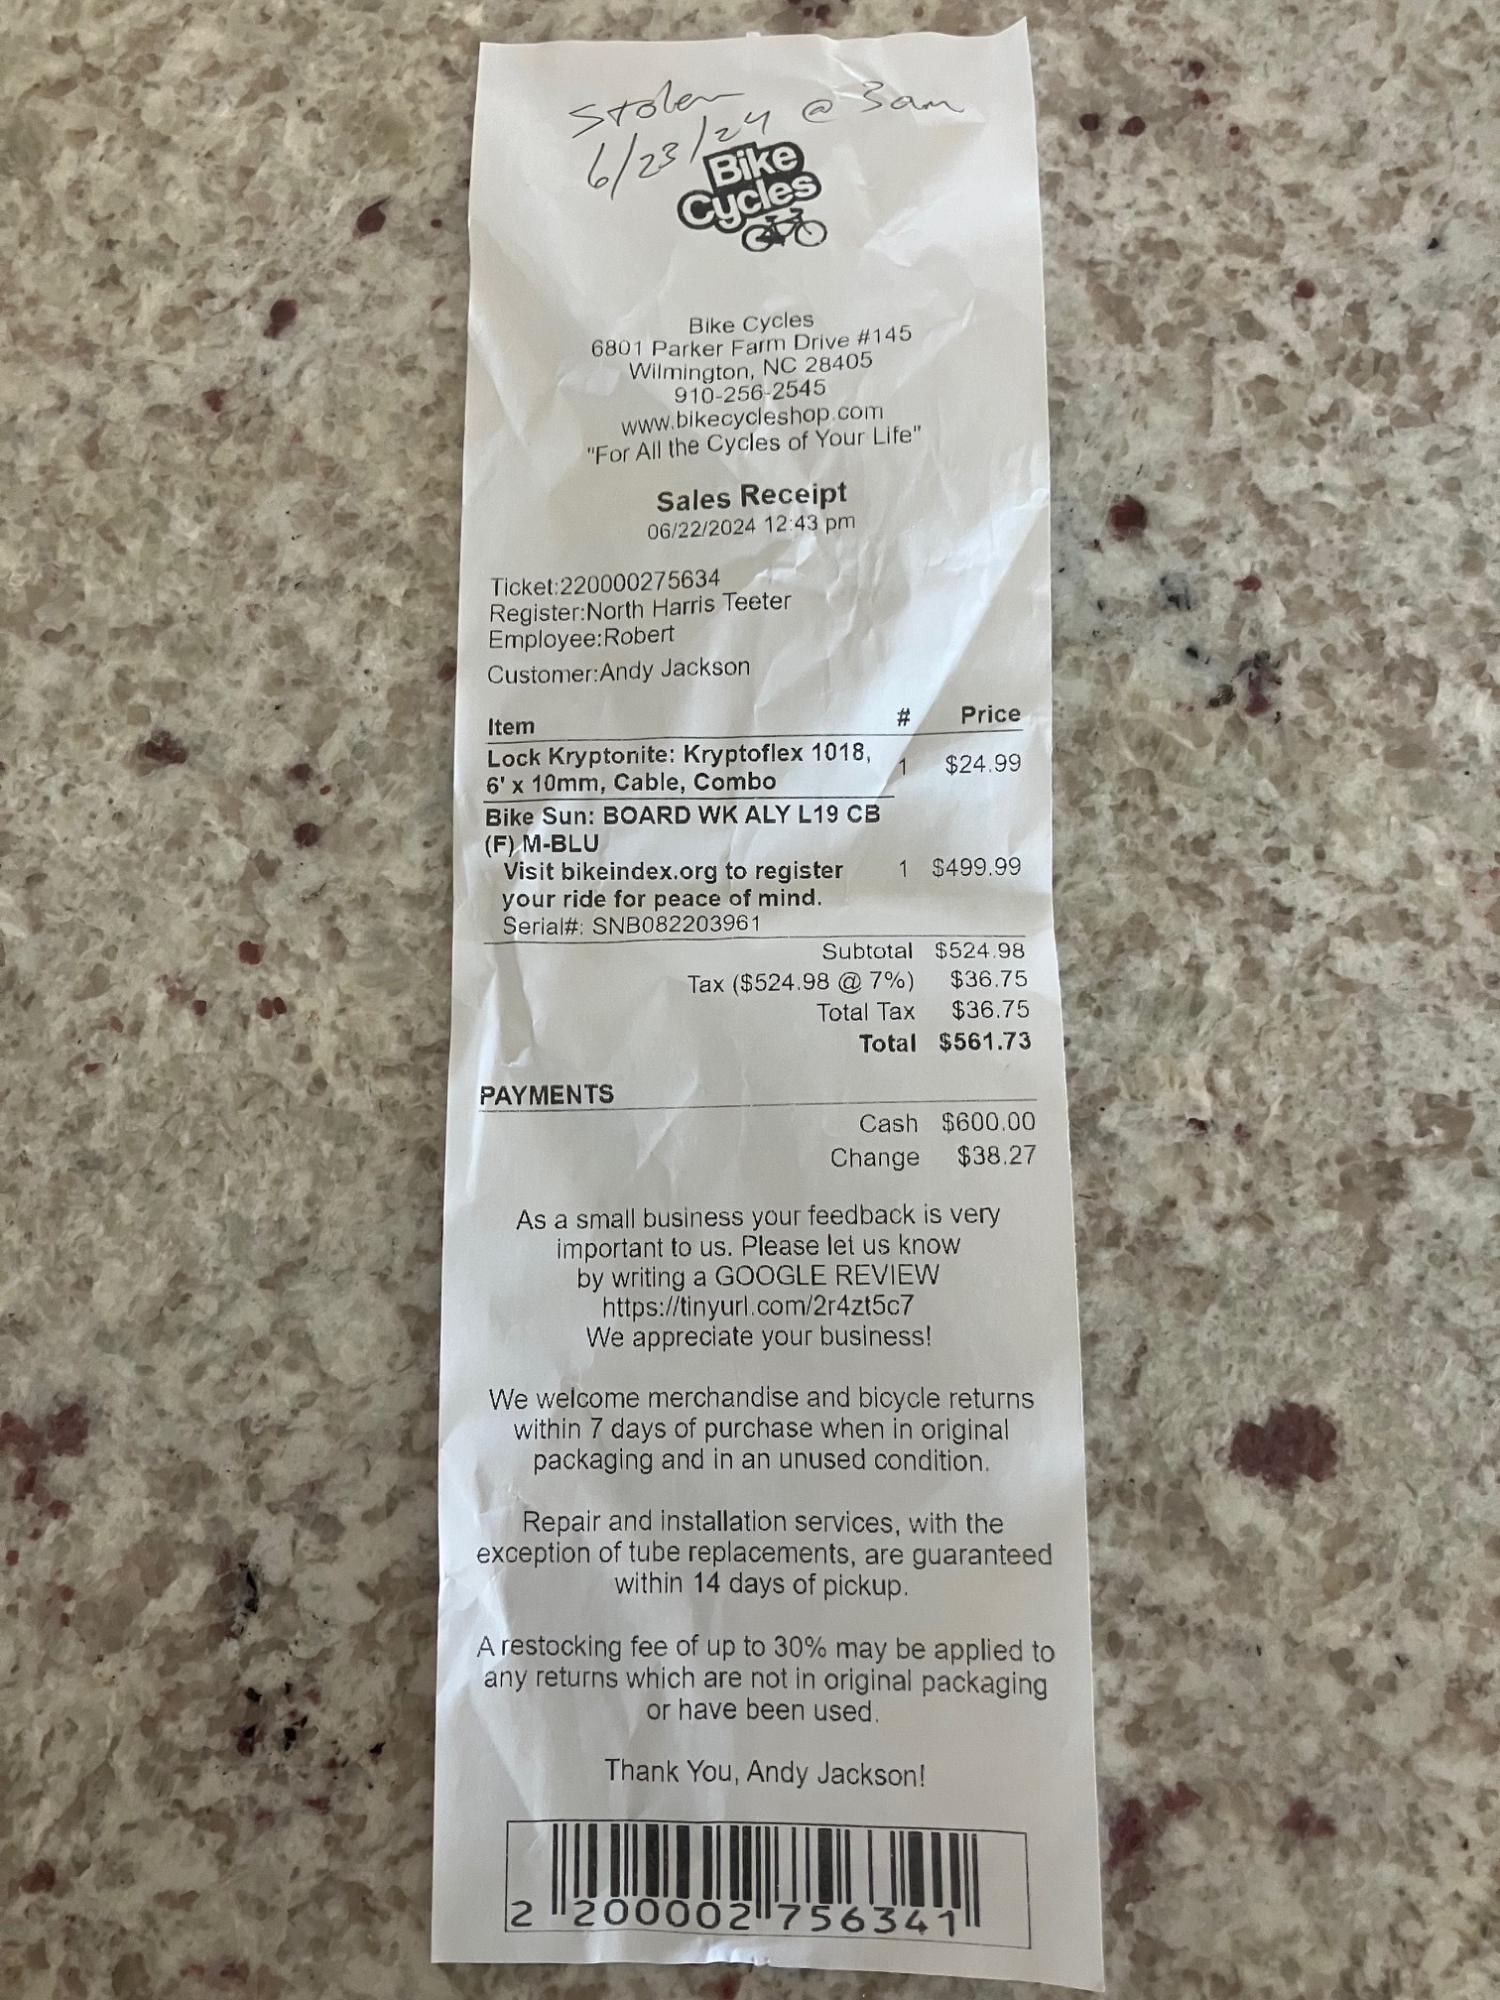 Stolen
6/23/24 @ 3am
Bike
Cycles
Bike Cycles
6801 Parker Farm Drive #145
Wilmington, NC 28405
910-256-2545
www.bikecycleshop.com
"For All the Cycles of Your Life"
Sales Receipt
06/22/2024 12:43 pm
Ticket:220000275634
Register:North Harris Teeter
Employee:Robert
Customer:Andy Jackson
Item # Price
Lock Kryptonite: Kryptoflex 1018,
6' x 10mm, Cable, Combo 1 $24.99
Bike Sun: BOARD WK ALY L19 CB
(F) M-BLU
Visit bikeindex.org to register 1 $499.99
your ride for peace of mind.
Serial#: SNB082203961
Subtotal $524.98
Tax ($524.98 @ 7%) $36.75
Total Tax $36.75
Total $561.73
PAYMENTS
Cash $600.00
Change $38.27
As a small business your feedback is very
important to us. Please let us know
by writing a GOOGLE REVIEW
https://tinyurl.com/2r4zt5c7
We appreciate your business!
We welcome merchandise and bicycle returns
within 7 days of purchase when in original
packaging and in an unused condition.
Repair and installation services, with the
exception of tube replacements, are guaranteed
within 14 days of pickup.
A restocking fee of up to 30% may be applied to
any returns which are not in original packaging
or have been used.
Thank You, Andy Jackson!
2 200002 756341